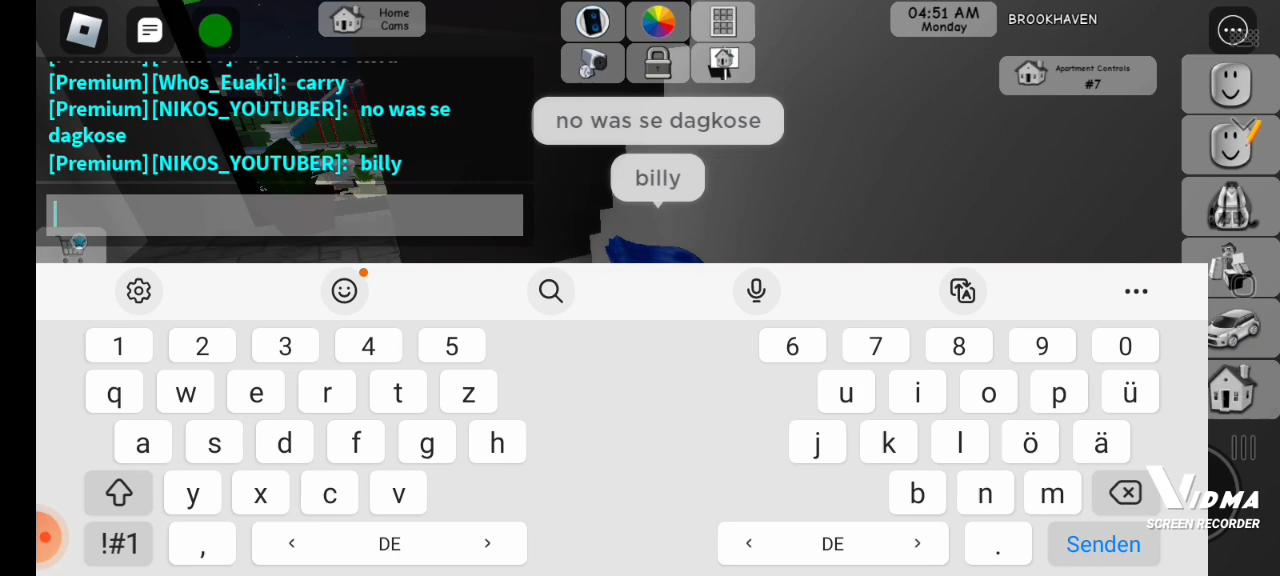 Home
Cams
04:51 AM
Monday
BROOKHAVEN
Apartment Controls
#7
[Premium][Wh0s_Euaki]: carry
[Premium][NIKOS_YOUTUBER]: no was se
dagkose
[Premium][NIKOS_YOUTUBER]: billy
no was se dagkose
billy
1 2 3 4 5 6 7 8 9 0
q w e r t z u i o p ü
a s d f g h j k l ö ä
y x c v b n m
!#1 , < DE > < DE > . Senden
VIDMA
SCREEN RECORDER